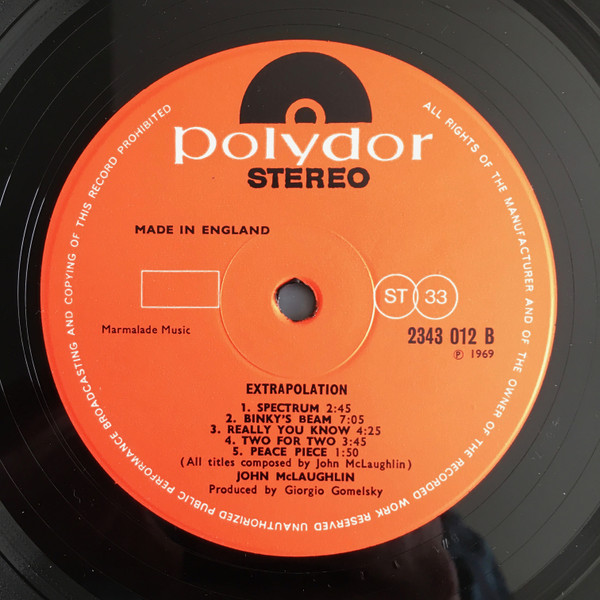 polydor
STEREO
MADE IN ENGLAND
ST 33
Marmalade Music
2343 012 B
℗ 1969
EXTRAPOLATION
1. SPECTRUM 2:45
2. BINKY'S BEAM 7:05
3. REALLY YOU KNOW 4:25
4. TWO FOR TWO 3:45
5. PEACE PIECE 1:50
(All titles composed by John McLaughlin)
JOHN McLAUGHLIN
Produced by Giorgio Gomelsky
ALL RIGHTS OF THE MANUFACTURER AND OF THE OWNER OF THE RECORDED WORK RESERVED UNAUTHORIZED PUBLIC PERFORMANCE BROADCASTING AND COPYING OF THIS RECORD PROHIBITED